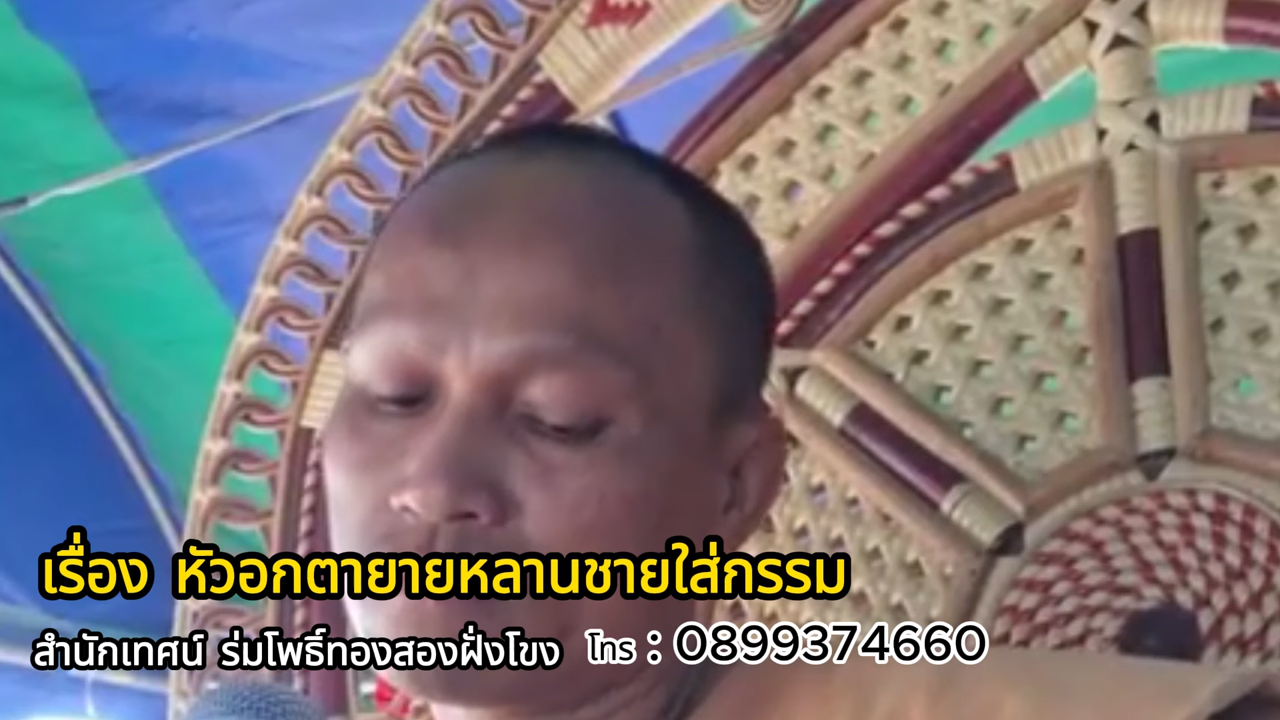 เรื่อง หัวอกตายายหลานชายใส่กรรม
สำนักเทศน์ ร่มโพธิ์ทองสองฝั่งโขง โทร : 0899374660